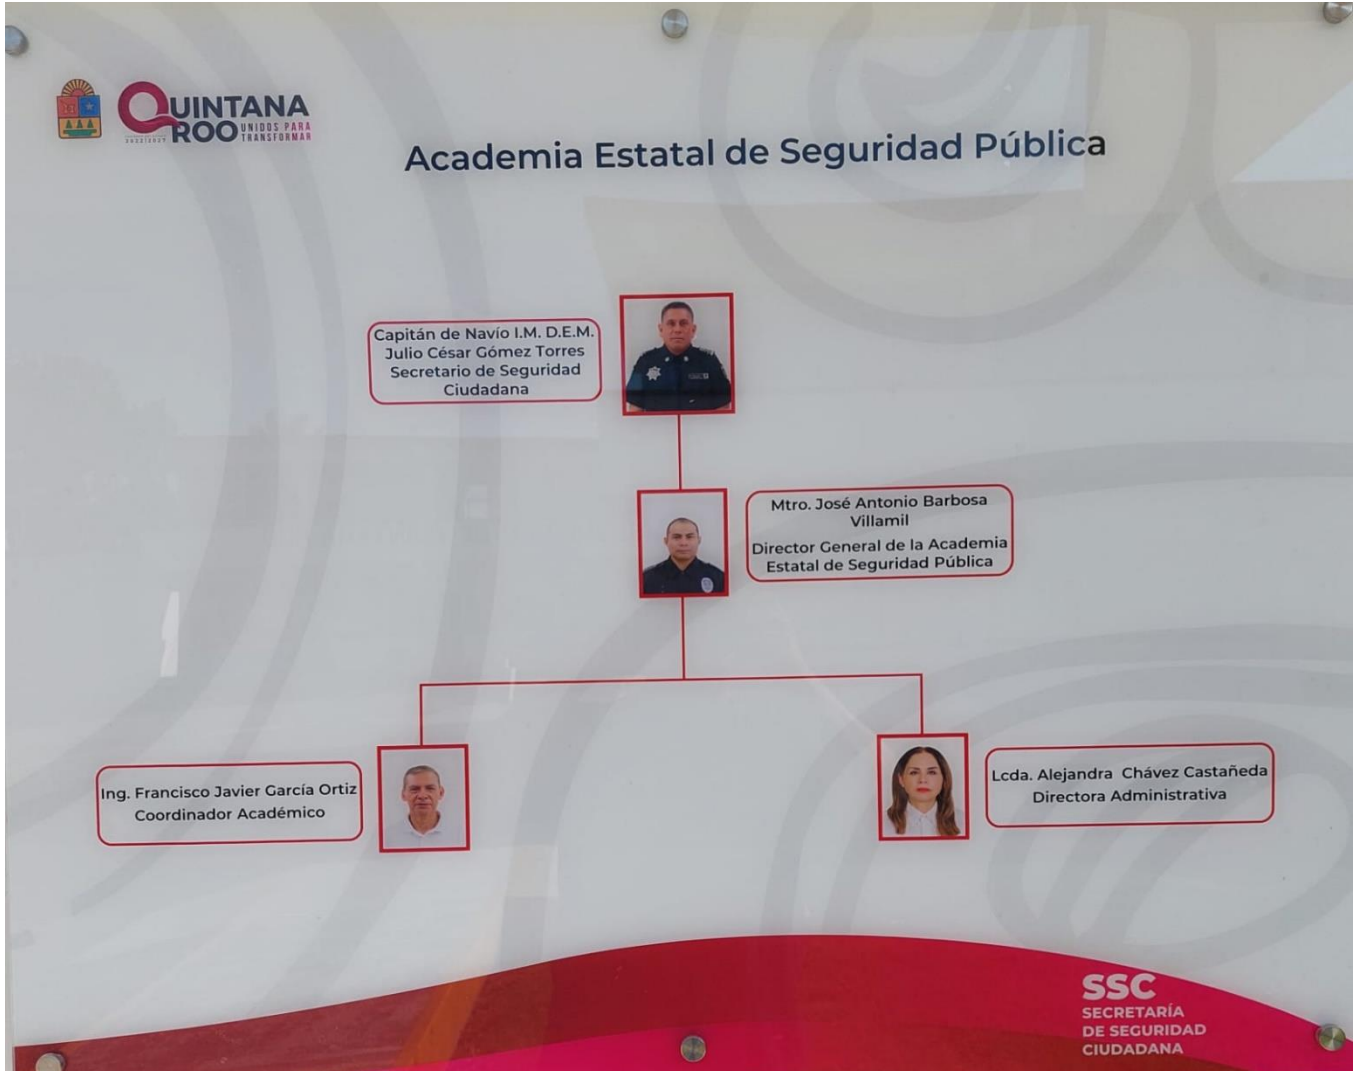 QUINTANA
ROO UNIDOS PARA
TRANSFORMAR
2022|2027
Academia Estatal de Seguridad Pública
Capitán de Navío I.M. D.E.M.
Julio César Gómez Torres
Secretario de Seguridad
Ciudadana
Mtro. José Antonio Barbosa
Villamil
Director General de la Academia
Estatal de Seguridad Pública
Ing. Francisco Javier García Ortiz
Coordinador Académico
Lcda. Alejandra Chávez Castañeda
Directora Administrativa
SSC
SECRETARÍA
DE SEGURIDAD
CIUDADANA